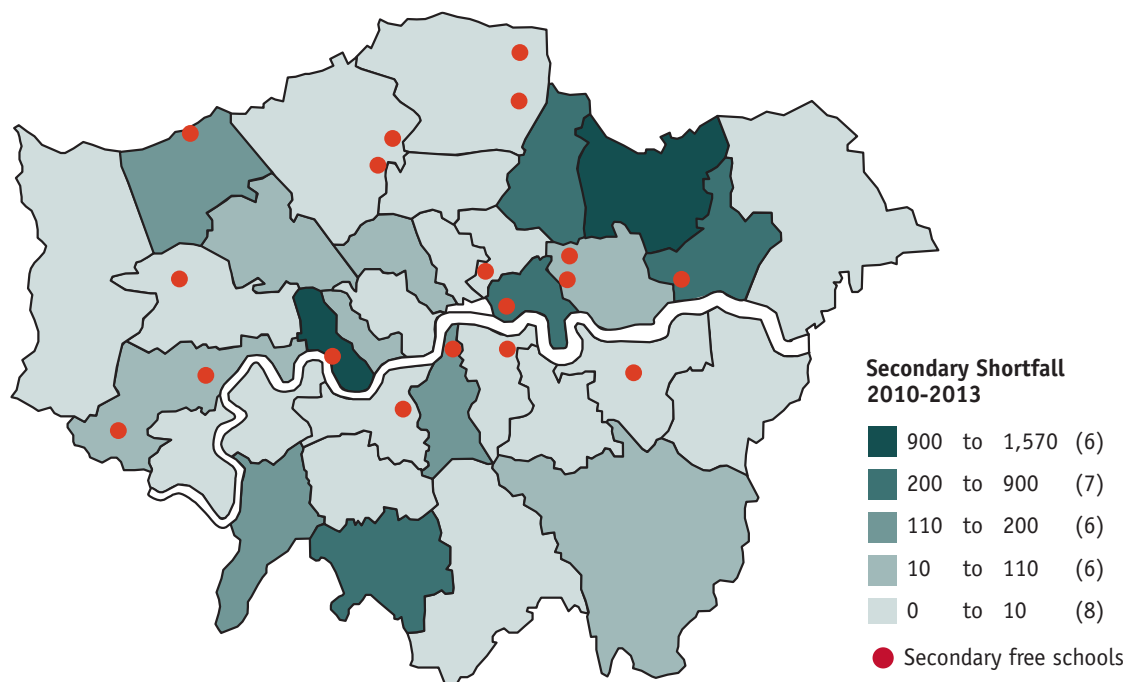 Secondary Shortfall
2010-2013
900 to 1,570 (6)
200 to 900 (7)
110 to 200 (6)
10 to 110 (6)
0 to 10 (8)
Secondary free schools